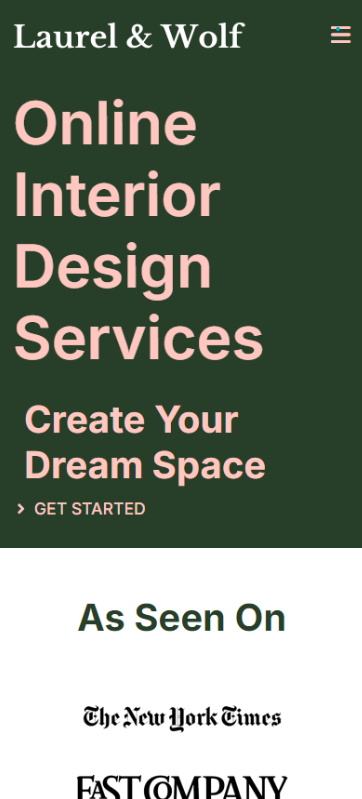 Laurel & Wolf
Online
Interior
Design
Services
Create Your
Dream Space
GET STARTED
As Seen On
The New York Times
FAST COMPANY